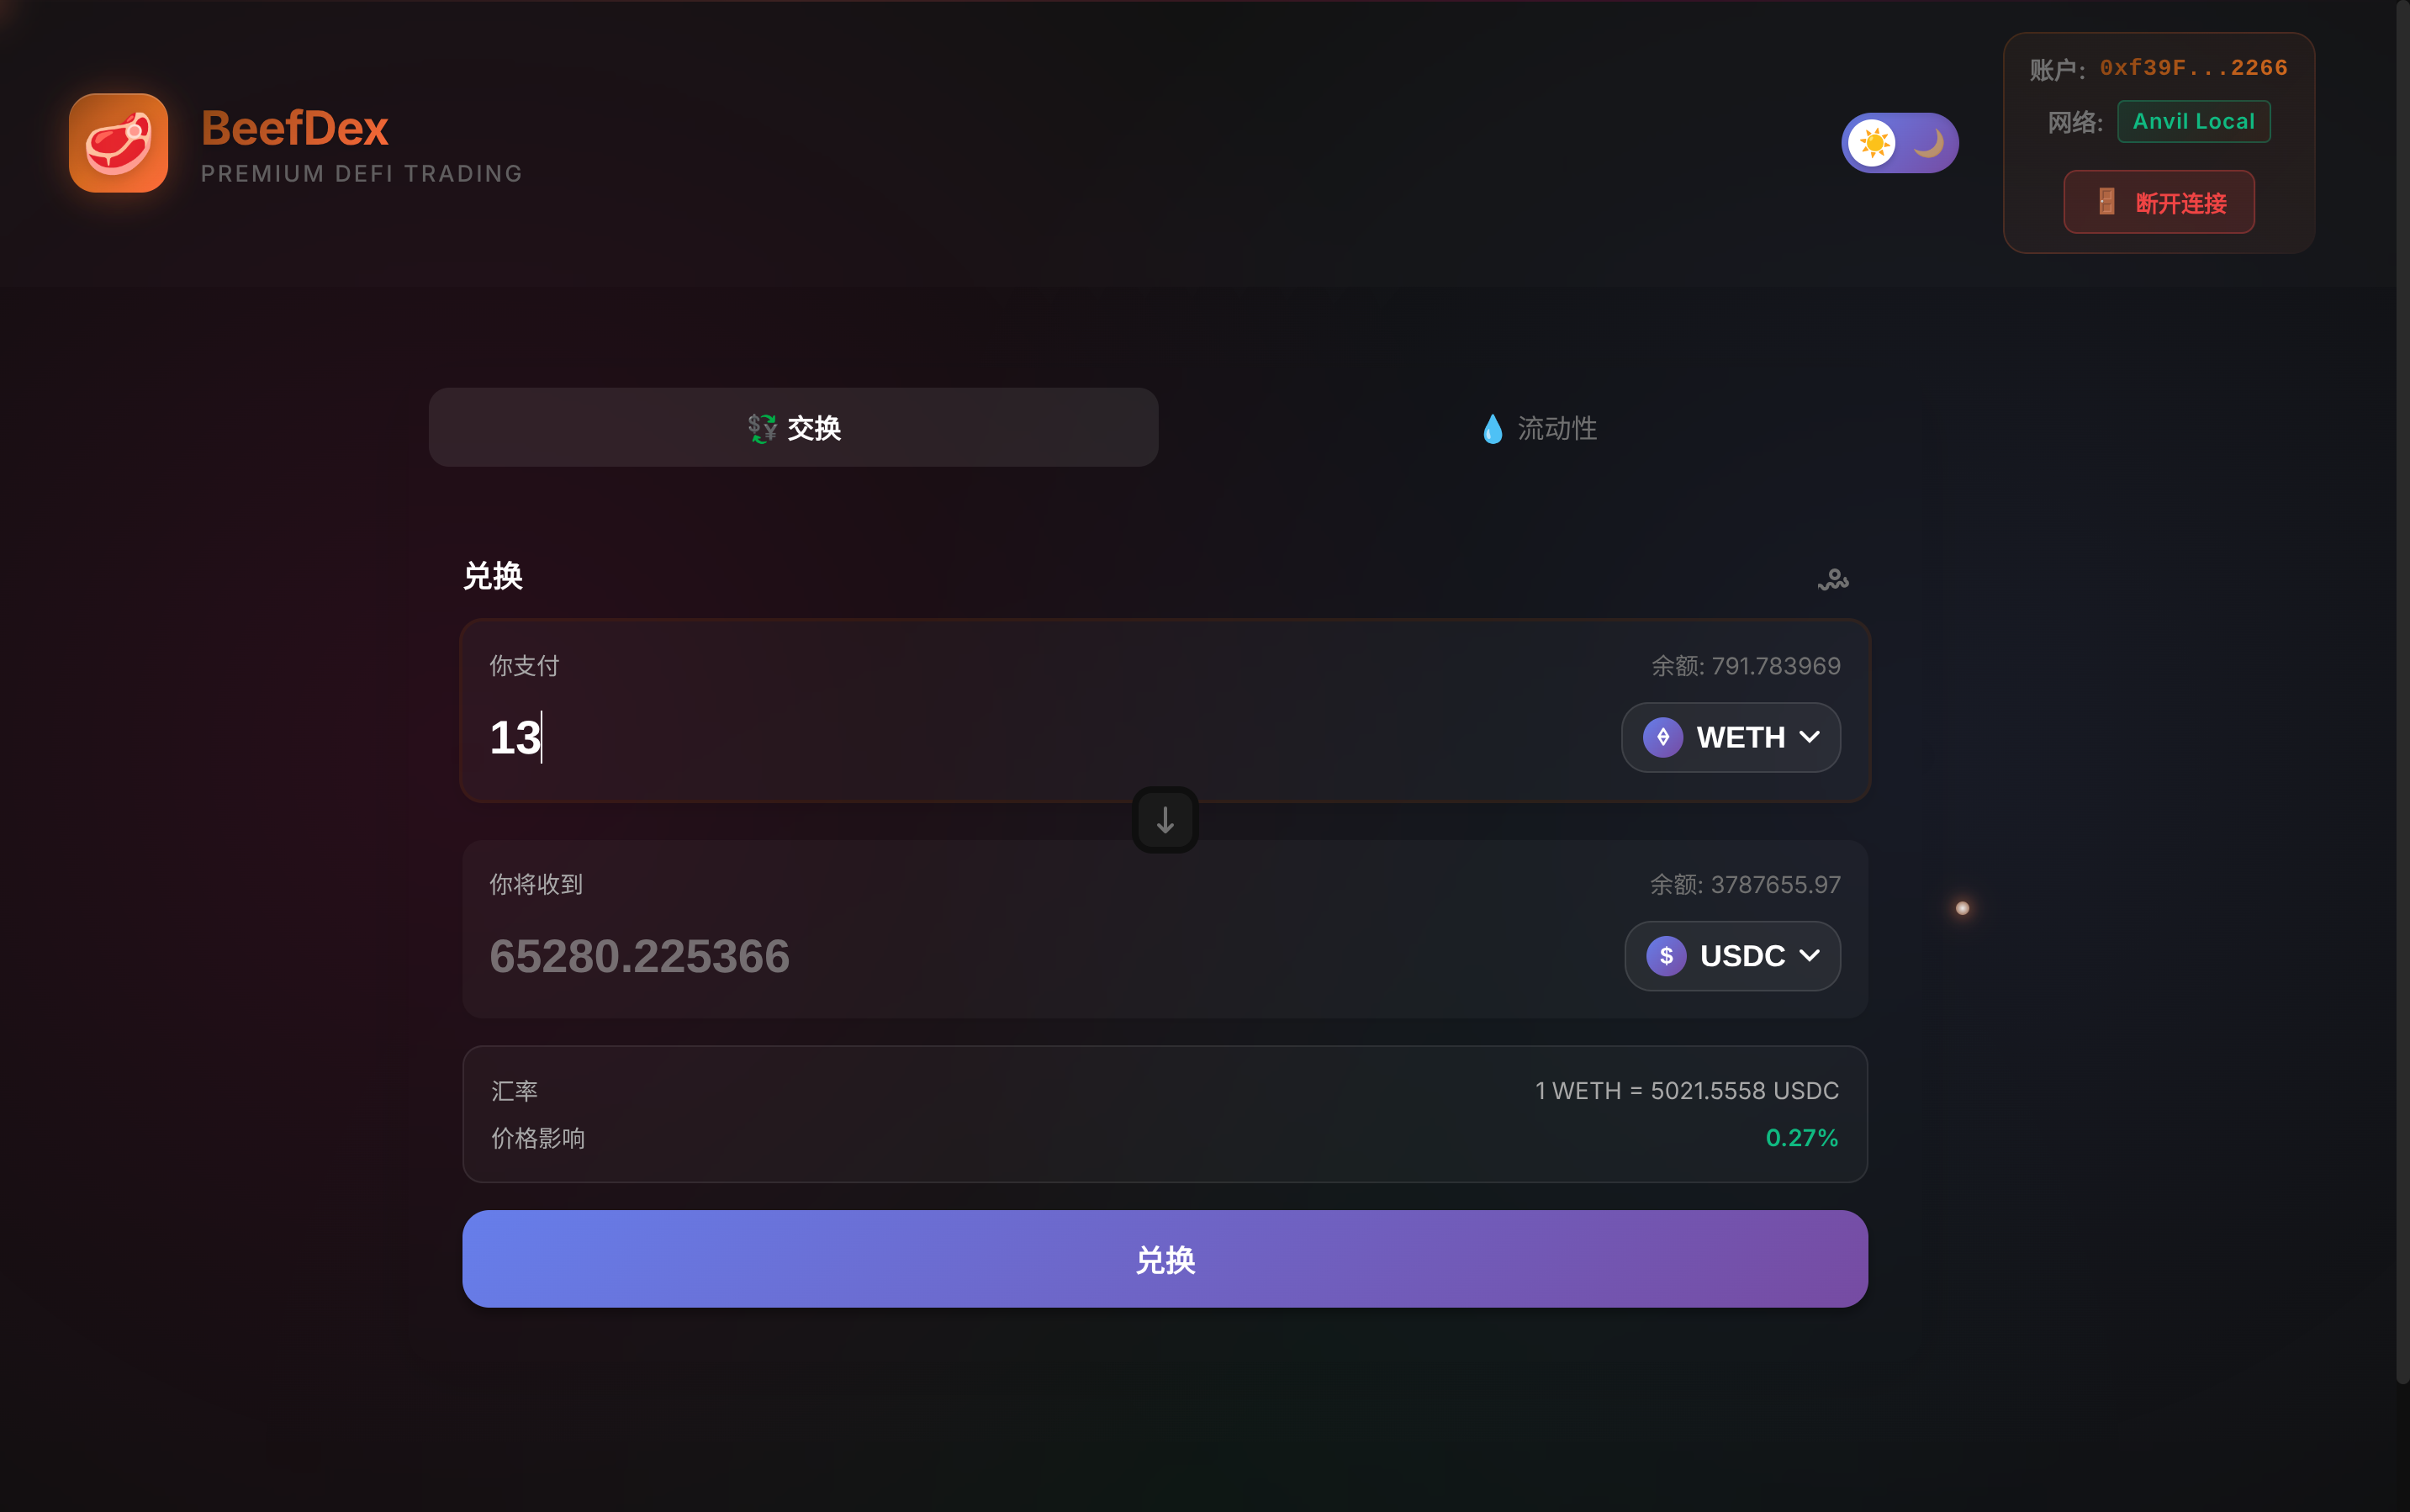 BeefDex
PREMIUM DEFI TRADING
账户: 0xf39F...2266
网络: Anvil Local
断开连接
交换
流动性
兑换
你支付
余额: 791.783969
13
WETH
你将收到
余额: 3787655.97
65280.225366
USDC
汇率
1 WETH = 5021.5558 USDC
价格影响
0.27%
兑换